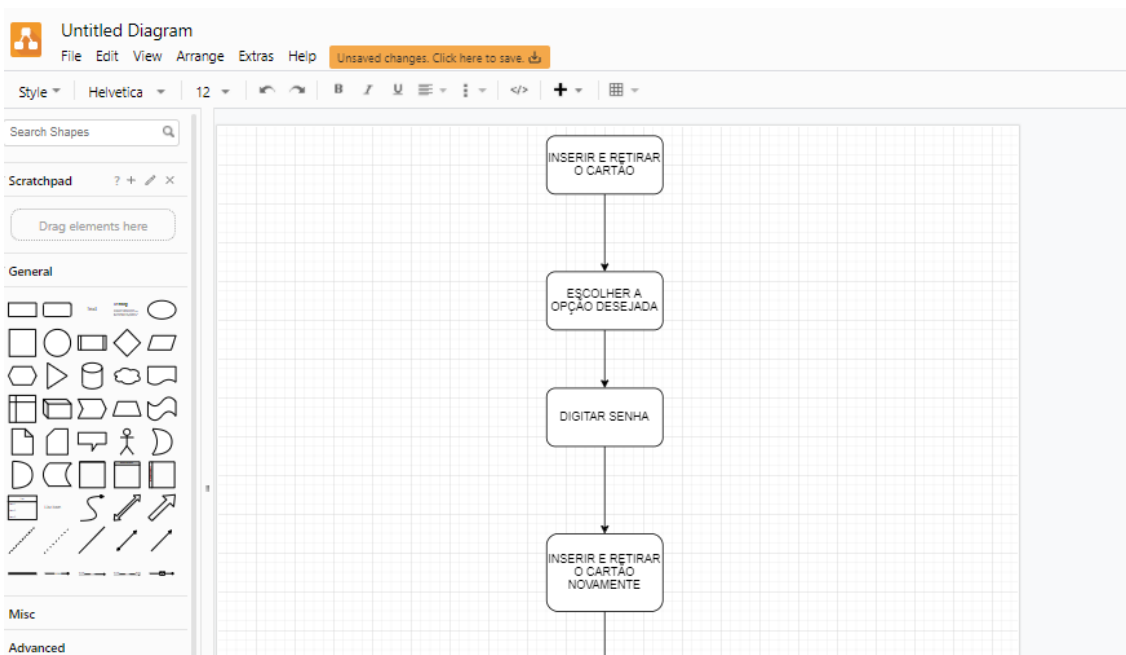 Untitled Diagram
File Edit View Arrange Extras Help Unsaved changes. Click here to save.
Style Helvetica 12 B I U </>
Search Shapes
Scratchpad ? + ×
Drag elements here
General
Text
Misc
Advanced
INSERIR E RETIRAR
O CARTÃO
ESCOLHER A
OPÇÃO DESEJADA
DIGITAR SENHA
INSERIR E RETIRAR
O CARTÃO
NOVAMENTE